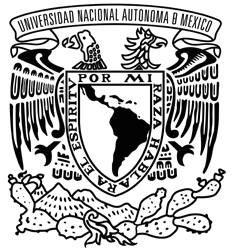 UNIVERSIDAD NACIONAL AUTONOMA DE MEXICO
POR MI RAZA HABLARA EL ESPIRITU